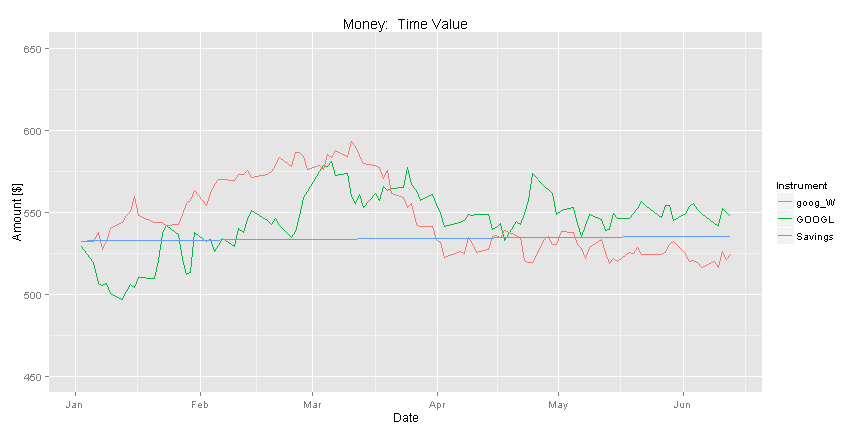 Money: Time Value
Amount [$]
650
600
550
500
450
Jan Feb Mar Apr May Jun
Date
Instrument
goog_W
GOOGL
Savings